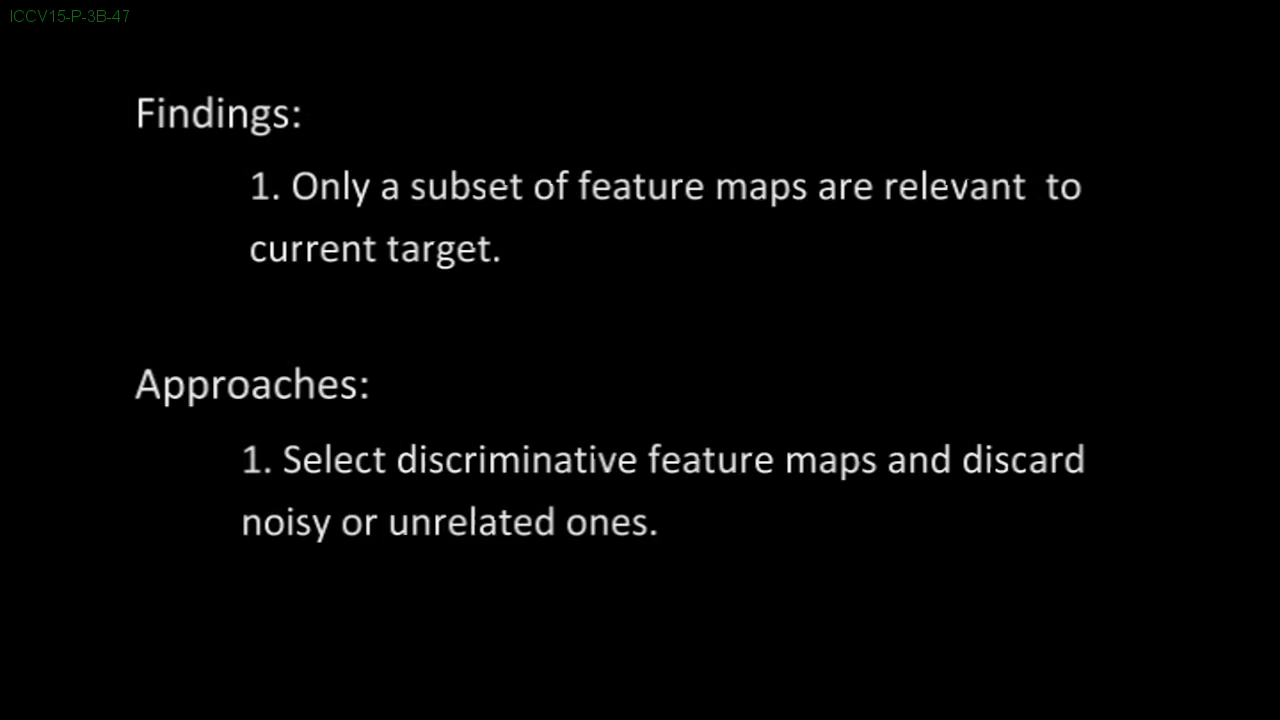 ICCV15-P-3B-47
Findings:
1. Only a subset of feature maps are relevant  to
current target.
Approaches:
1. Select discriminative feature maps and discard
noisy or unrelated ones.